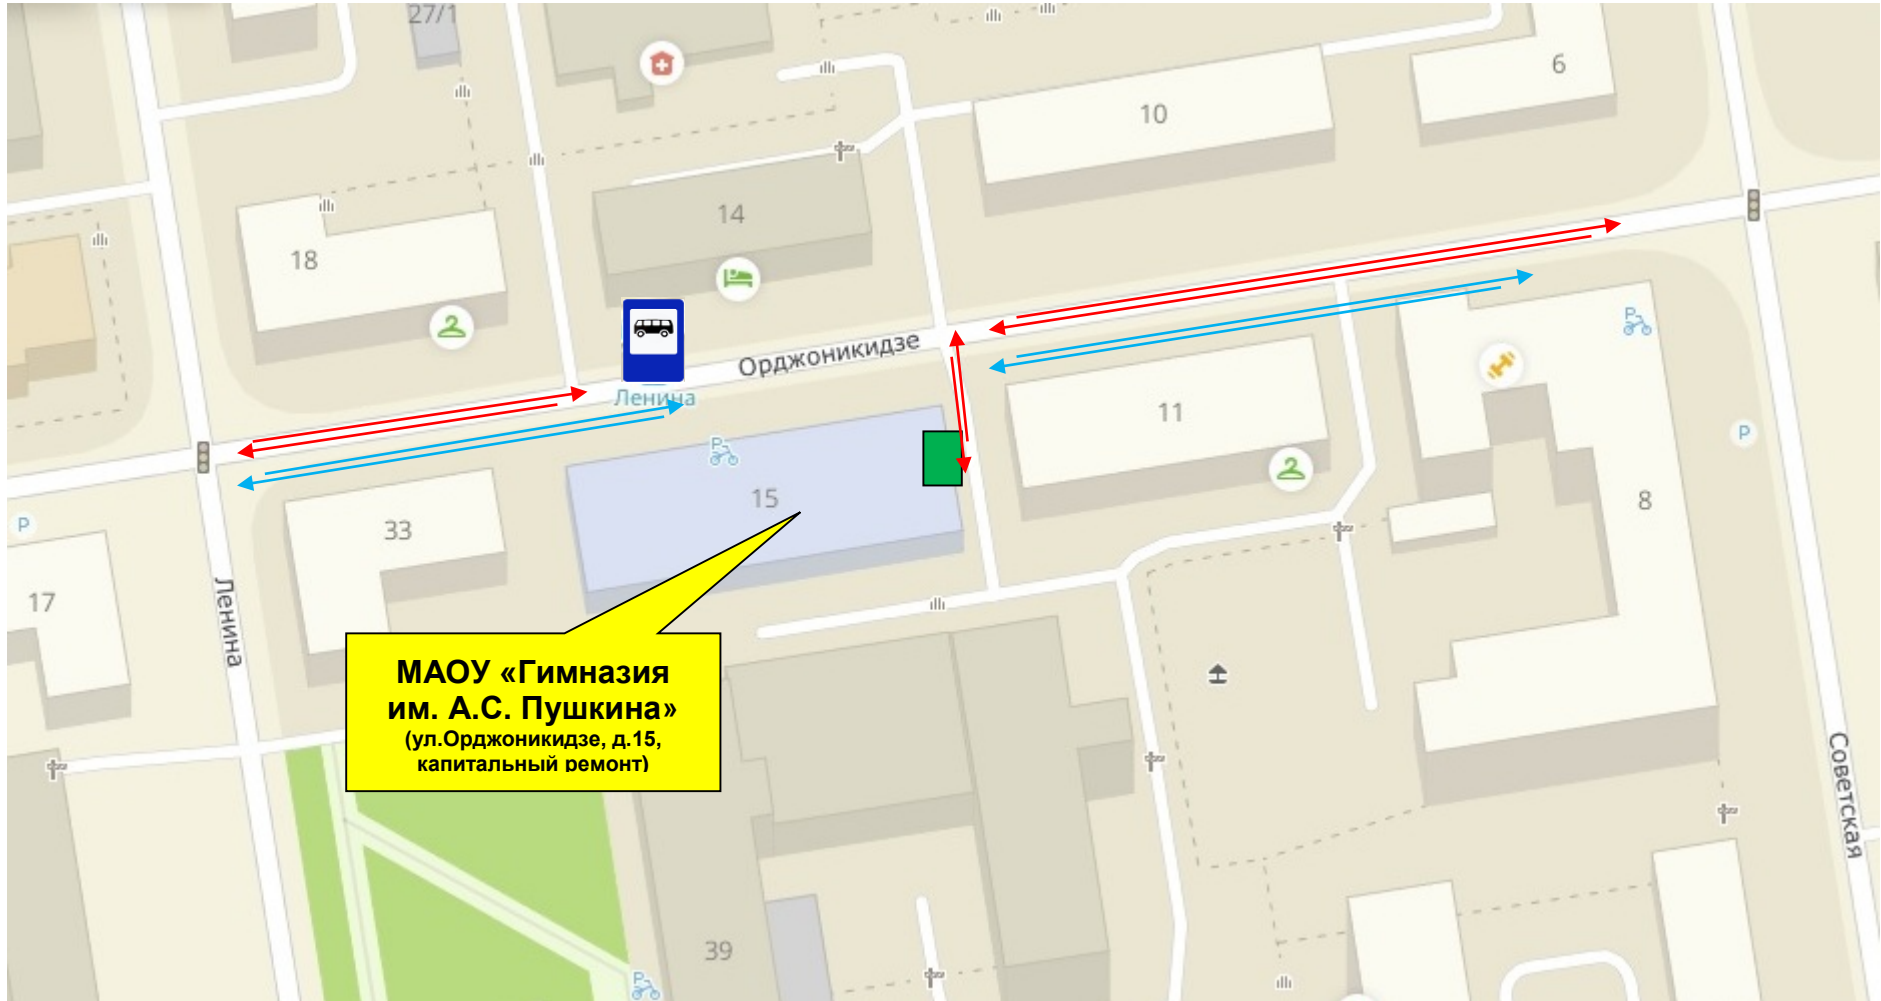 27/1
6
10
14
18
Орджоникидзе
Ленина
11
P
15
P
8
P
33
P
17
Ленина
МАОУ «Гимназия
им. А.С. Пушкина»
(ул.Орджоникидзе, д.15,
капитальный ремонт)
Советская
39
P